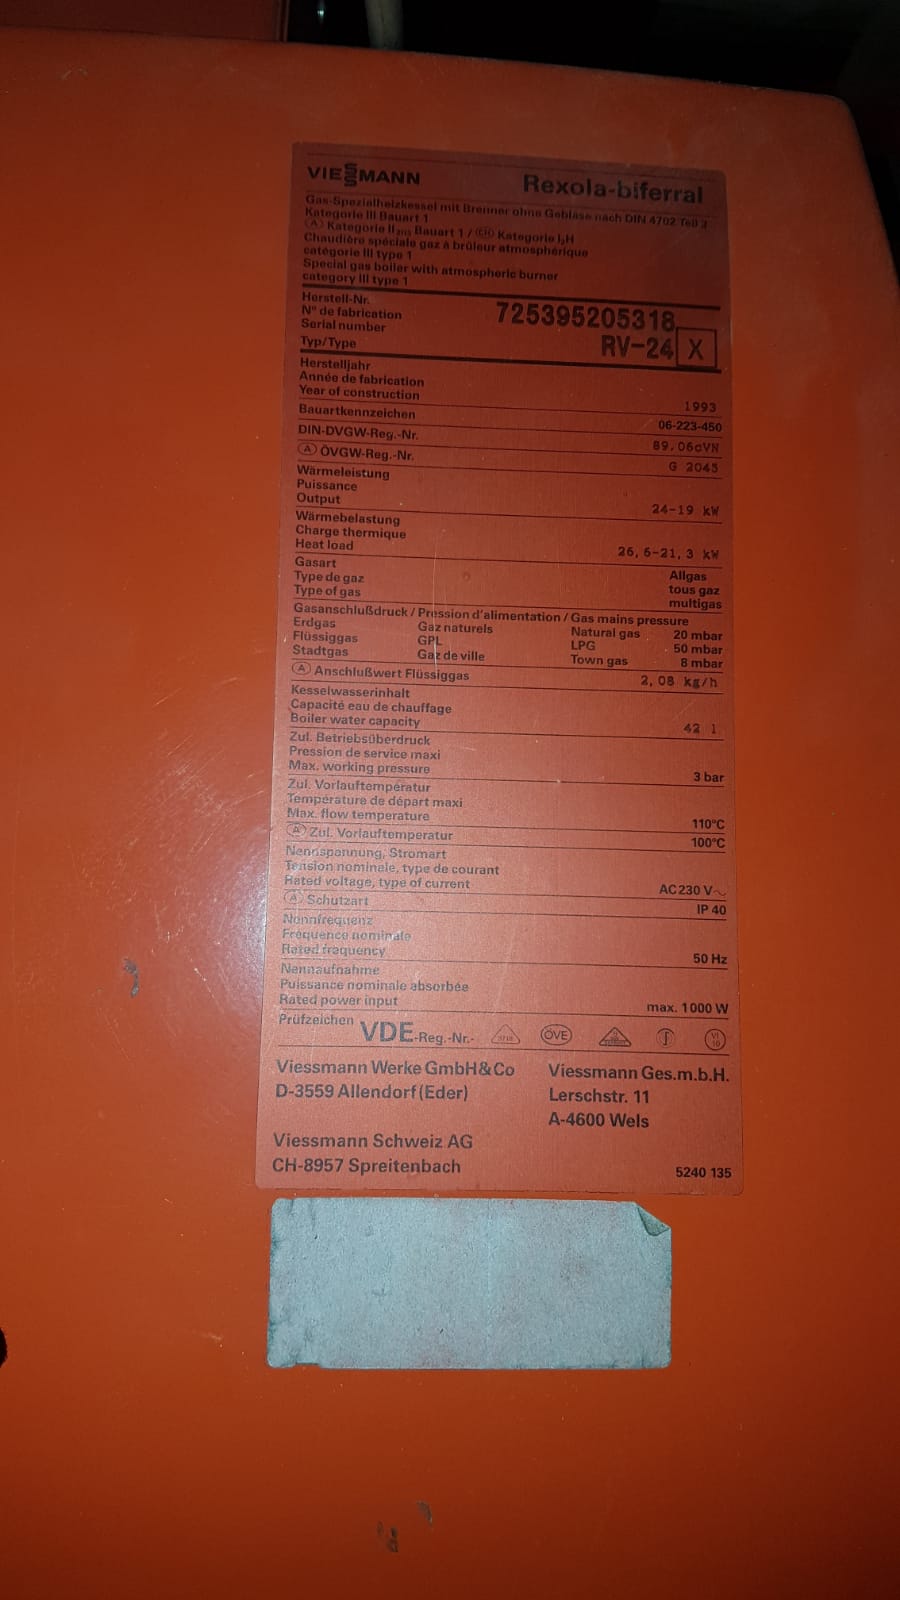 VIESSMANN Rexola-biferral
Gas-Spezialheizkessel mit Brenner ohne Gebläse nach DIN 4702 Teil 3
Kategorie III Bauart 1
Ⓐ Kategorie II Bauart 1 / CH Kategorie I₂H
Chaudière spéciale gaz à brûleur atmosphérique
catégorie III type 1
Special gas boiler with atmospheric burner
category III type 1
Herstell-Nr.
N° de fabrication
Serial number 725395205318
Typ/Type RV-24 X
Herstelljahr
Année de fabrication
Year of construction 1993
Bauartkennzeichen 06-223-450
DIN-DVGW-Reg.-Nr. 89.06cVN
Ⓐ ÖVGW-Reg.-Nr. G 2045
Wärmeleistung
Puissance
Output 24-19 kW
Wärmebelastung
Charge thermique
Heat load 26,6-21,3 kW
Gasart Allgas
Type de gaz tous gaz
Type of gas multigas
Gasanschlußdruck / Pression d'alimentation / Gas mains pressure
Erdgas Gaz naturels Natural gas 20 mbar
Flüssiggas GPL LPG 50 mbar
Stadtgas Gaz de ville Town gas 8 mbar
Ⓐ Anschlußwert Flüssiggas 2,08 kg/h
Kesselwasserinhalt
Capacité eau de chauffage
Boiler water capacity 42 l
Zul. Betriebsüberdruck
Pression de service maxi
Max. working pressure 3 bar
Zul. Vorlauftemperatur
Température de départ maxi
Max. flow temperature 110°C
Ⓐ Zul. Vorlauftemperatur 100°C
Nennspannung, Stromart
Tension nominale, type de courant
Rated voltage, type of current AC 230 V~
Ⓐ Schutzart IP 40
Nennfrequenz
Fréquence nominale
Rated frequency 50 Hz
Nennaufnahme
Puissance nominale absorbée
Rated power input max. 1000 W
Prüfzeichen VDE-Reg.-Nr.- ÖVE
Viessmann Werke GmbH&Co Viessmann Ges.m.b.H.
D-3559 Allendorf (Eder) Lerschstr. 11
A-4600 Wels
Viessmann Schweiz AG
CH-8957 Spreitenbach 5240 135